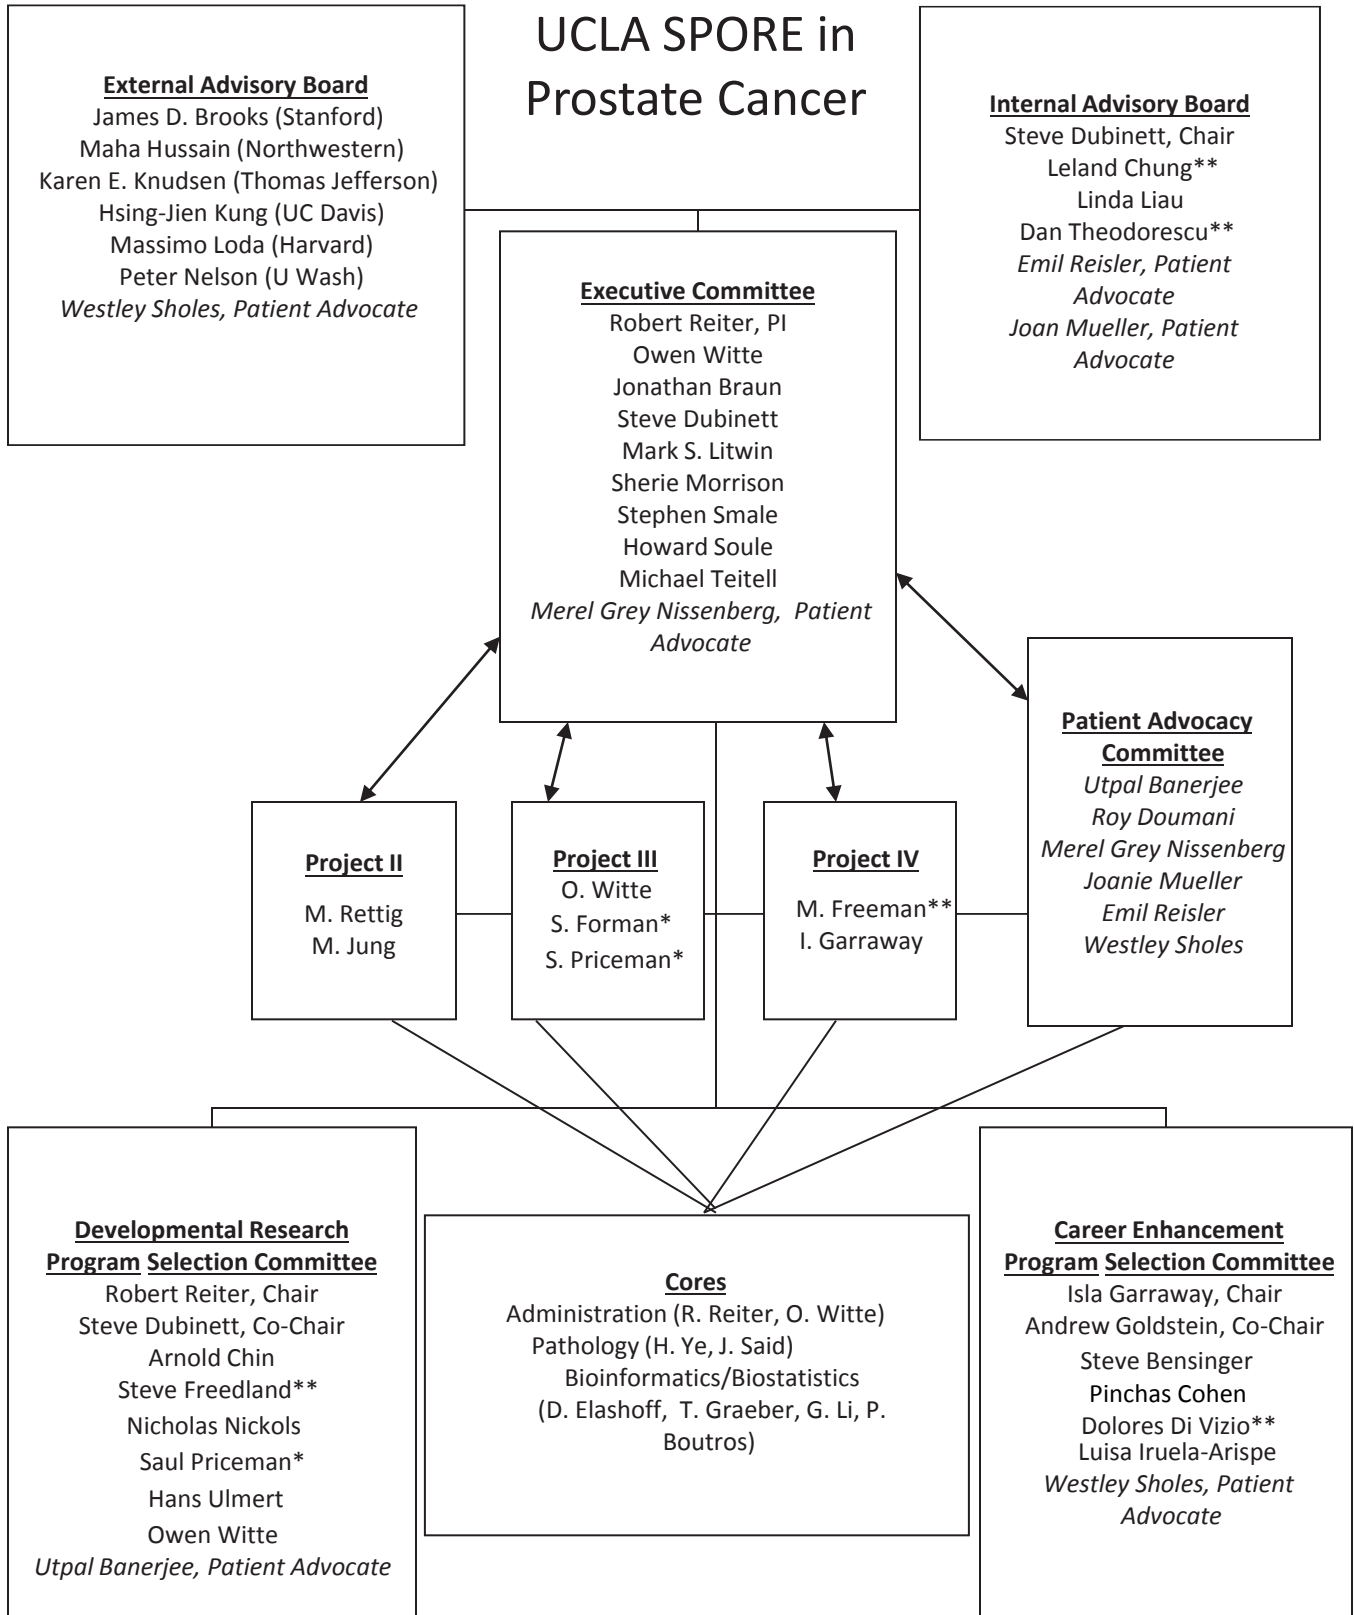 UCLA SPORE in
Prostate Cancer
External Advisory Board
James D. Brooks (Stanford)
Maha Hussain (Northwestern)
Karen E. Knudsen (Thomas Jefferson)
Hsing-Jien Kung (UC Davis)
Massimo Loda (Harvard)
Peter Nelson (U Wash)
Westley Sholes, Patient Advocate
Internal Advisory Board
Steve Dubinett, Chair
Leland Chung**
Linda Liau
Dan Theodorescu**
Emil Reisler, Patient
Advocate
Joan Mueller, Patient
Advocate
Executive Committee
Robert Reiter, PI
Owen Witte
Jonathan Braun
Steve Dubinett
Mark S. Litwin
Sherie Morrison
Stephen Smale
Howard Soule
Michael Teitell
Merel Grey Nissenberg, Patient
Advocate
Project II
M. Rettig
M. Jung
Project III
O. Witte
S. Forman*
S. Priceman*
Project IV
M. Freeman**
I. Garraway
Patient Advocacy
Committee
Utpal Banerjee
Roy Doumani
Merel Grey Nissenberg
Joanie Mueller
Emil Reisler
Westley Sholes
Developmental Research
Program Selection Committee
Robert Reiter, Chair
Steve Dubinett, Co-Chair
Arnold Chin
Steve Freedland**
Nicholas Nickols
Saul Priceman*
Hans Ulmert
Owen Witte
Utpal Banerjee, Patient Advocate
Cores
Administration (R. Reiter, O. Witte)
Pathology (H. Ye, J. Said)
Bioinformatics/Biostatistics
(D. Elashoff, T. Graeber, G. Li, P.
Boutros)
Career Enhancement
Program Selection Committee
Isla Garraway, Chair
Andrew Goldstein, Co-Chair
Steve Bensinger
Pinchas Cohen
Dolores Di Vizio**
Luisa Iruela-Arispe
Westley Sholes, Patient
Advocate